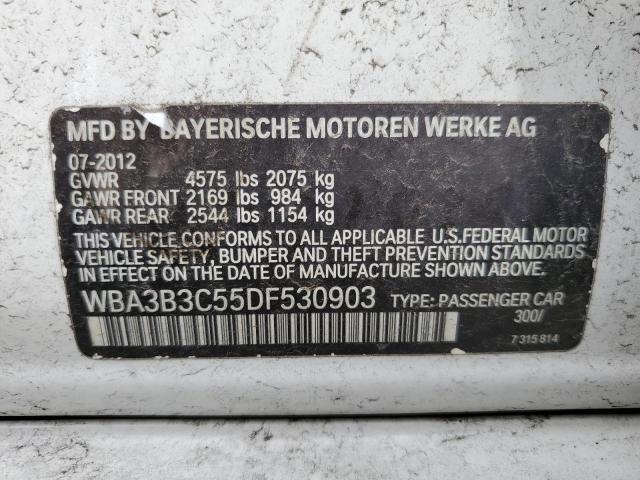 MFD BY BAYERISCHE MOTOREN WERKE AG
07-2012
GVWR 4575 lbs 2075 kg
GAWR FRONT 2169 lbs 984 kg
GAWR REAR 2544 lbs 1154 kg
THIS VEHICLE CONFORMS TO ALL APPLICABLE U.S.FEDERAL MOTOR
VEHICLE SAFETY, BUMPER AND THEFT PREVENTION STANDARDS
IN EFFECT ON THE DATE OF MANUFACTURE SHOWN ABOVE.
WBA3B3C55DF530903 TYPE: PASSENGER CAR
300/
7 315 814